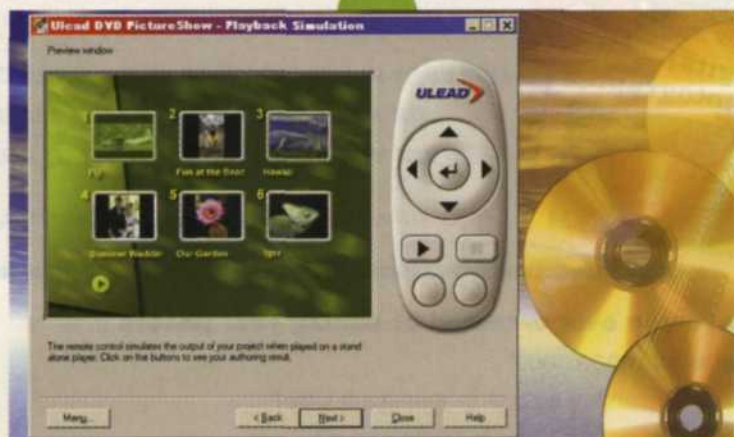 Ulead DVD PictureShow - Playback Simulation
Preview window
1 2 3
Fiji Fun at the Hawaii
4 5 6
Our Garden
ULEAD
The remote control simulates the output of your project when played on a stand
alone player. Click on the buttons to see your authoring result.
Menu... < Back Next > Close Help